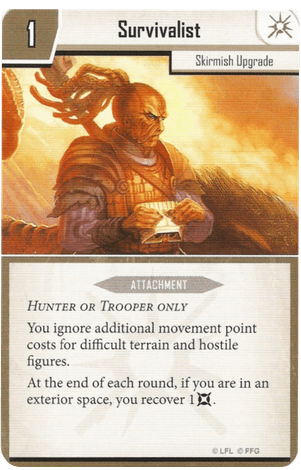 1
Survivalist
Skirmish Upgrade
ATTACHMENT
HUNTER OR TROOPER ONLY
You ignore additional movement point
costs for difficult terrain and hostile
figures.
At the end of each round, if you are in an
exterior space, you recover 1.
© LFL © FFG